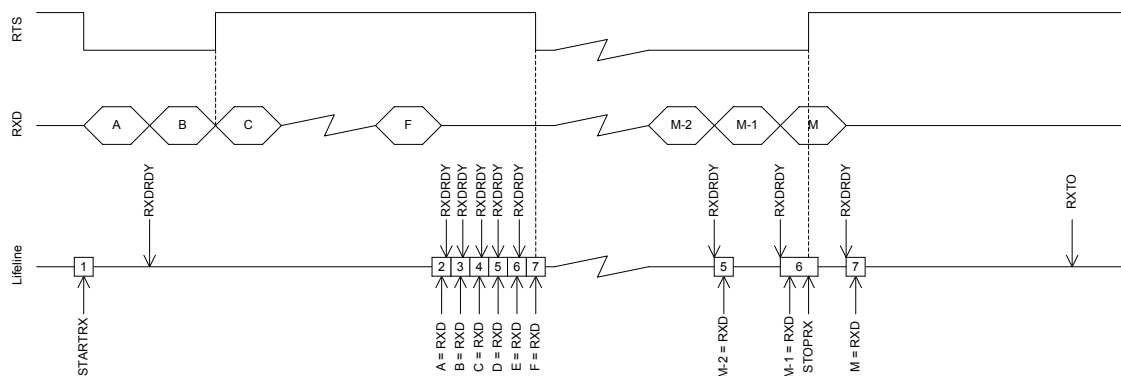 RTS
RXD
A
B
C
F
M-2
M-1
M
Lifeline
RXDRDY
RXDRDY
RXDRDY
RXDRDY
RXDRDY
RXDRDY
RXDRDY
RXDRDY
RXDRDY
RXTO
1
2
3
4
5
6
7
5
6
7
STARTRX
A = RXD
B = RXD
C = RXD
D = RXD
E = RXD
F = RXD
M-2 = RXD
M-1 = RXD
STOPRX
M = RXD